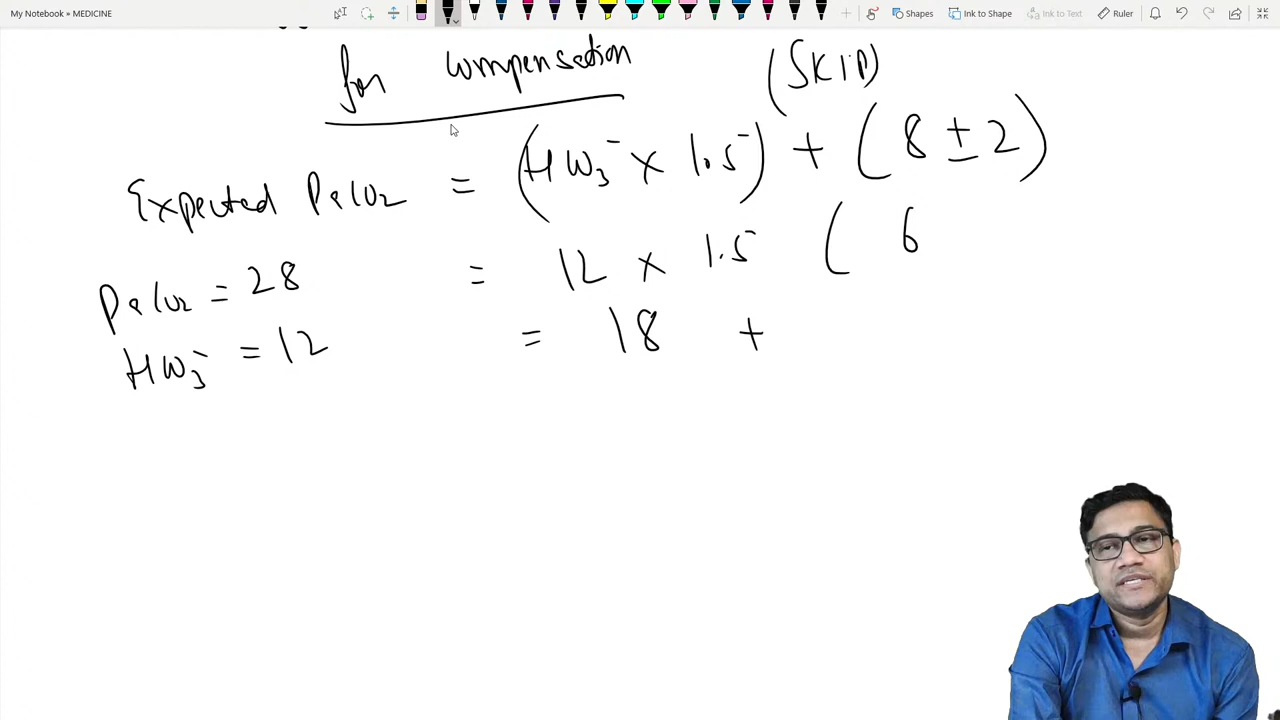 My Notebook » MEDICINE
Shapes Ink to Shape Ink to Text Ruler
for compensation (SKIP)
Expected PaCO2 = (HCO3⁻ × 1.5) + (8 ± 2)
PaCO2 = 28 = 12 × 1.5 ( 6
HCO3⁻ = 12 = 18 +